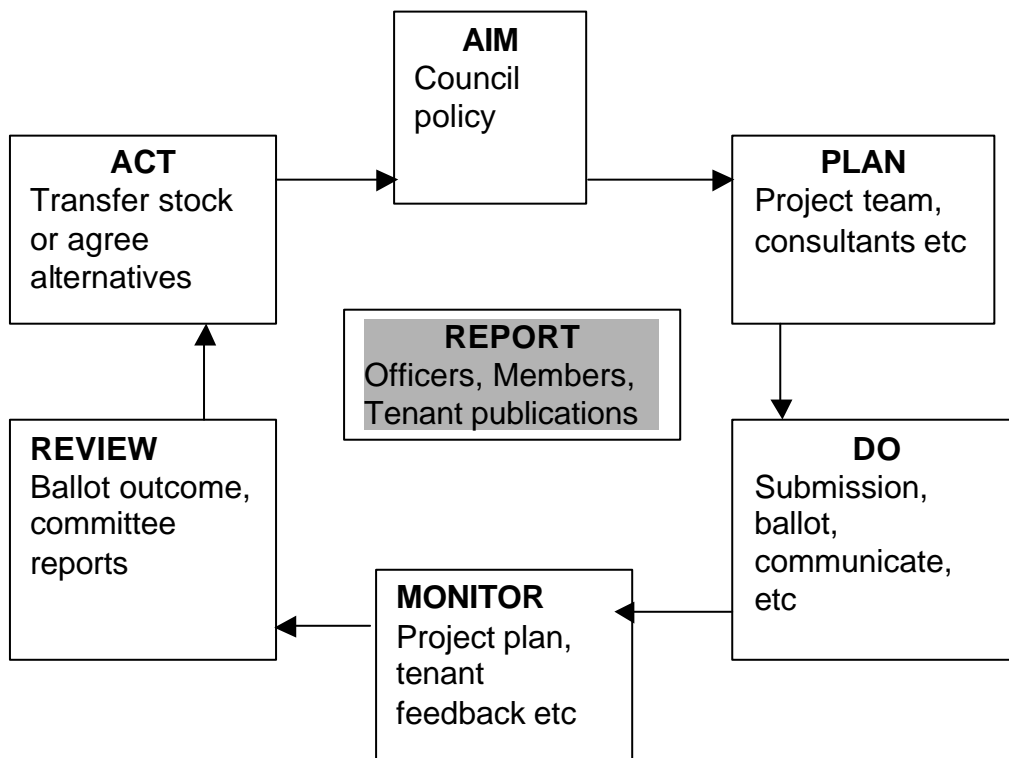 AIM
Council
policy
ACT
Transfer stock
or agree
alternatives
PLAN
Project team,
consultants etc
REPORT
Officers, Members,
Tenant publications
REVIEW
Ballot outcome,
committee
reports
DO
Submission,
ballot,
communicate,
etc
MONITOR
Project plan,
tenant
feedback etc